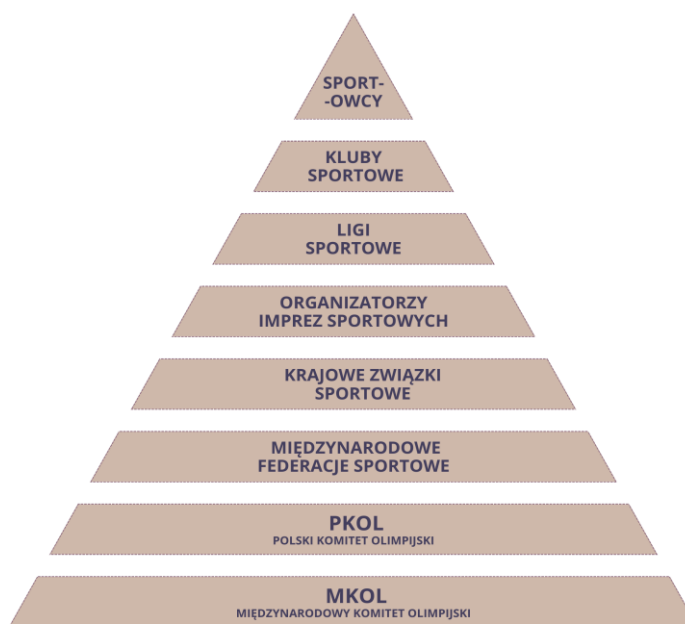 SPORT-
-OWCY
KLUBY
SPORTOWE
LIGI
SPORTOWE
ORGANIZATORZY
IMPREZ SPORTOWYCH
KRAJOWE ZWIĄZKI
SPORTOWE
MIĘDZYNARODOWE
FEDERACJE SPORTOWE
PKOL
POLSKI KOMITET OLIMPIJSKI
MKOL
MIĘDZYNARODOWY KOMITET OLIMPIJSKI